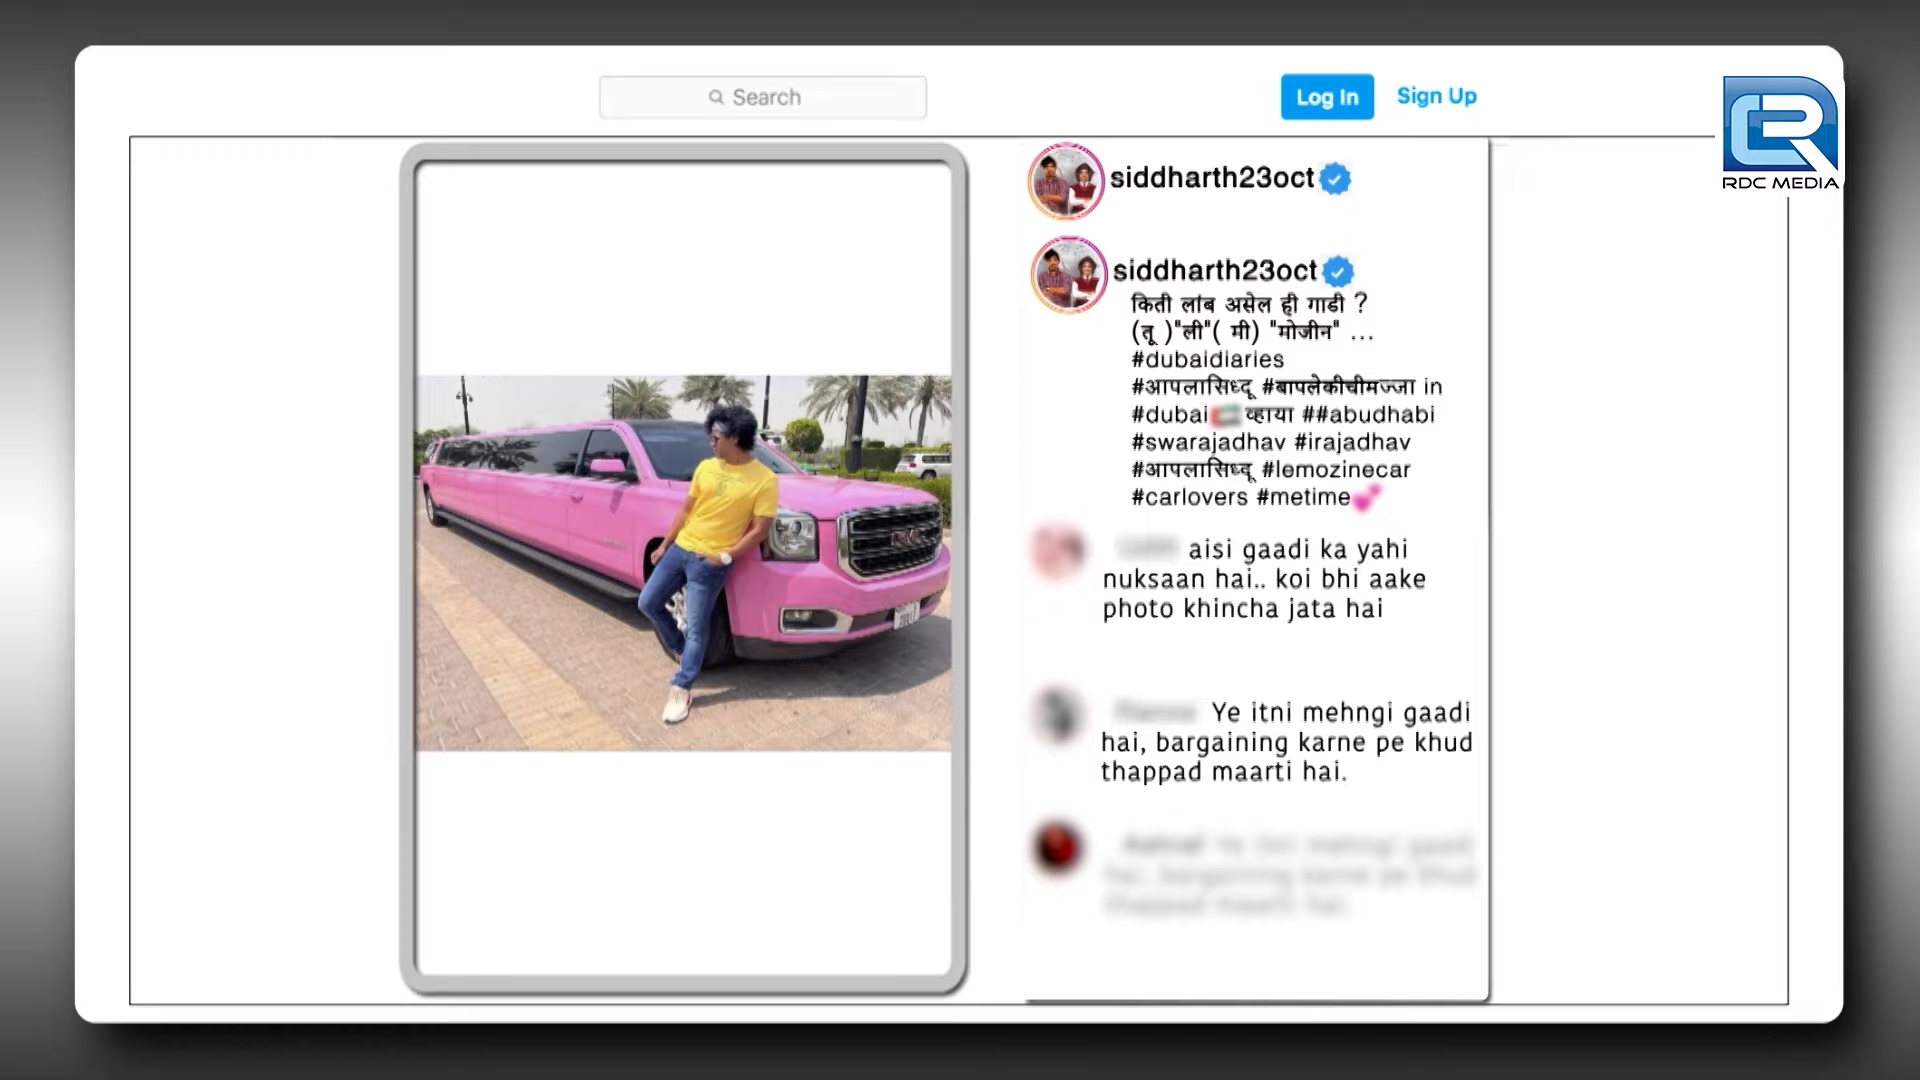 Search
Log In
Sign Up
RDC MEDIA
siddharth23oct
siddharth23oct
किती लांब असेल ही गाडी ?
(तू )"ली"( मी) "मोजीन" ...
#dubaidiaries
#आपलासिध्दू #बापलेकीचीमज्जा in
#dubai व्हाया ##abudhabi
#swarajadhav #irajadhav
#आपलासिध्दू #lemozinecar
#carlovers #metime
aisi gaadi ka yahi
nuksaan hai.. koi bhi aake
photo khincha jata hai
Ye itni mehngi gaadi
hai, bargaining karne pe khud
thappad maarti hai.
GMC